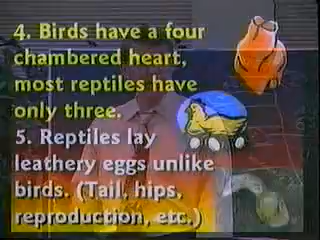 4. Birds have a four
chambered heart,
most reptiles have
only three.
5. Reptiles lay
leathery eggs unlike
birds. (Tail, hips,
reproduction, etc.)